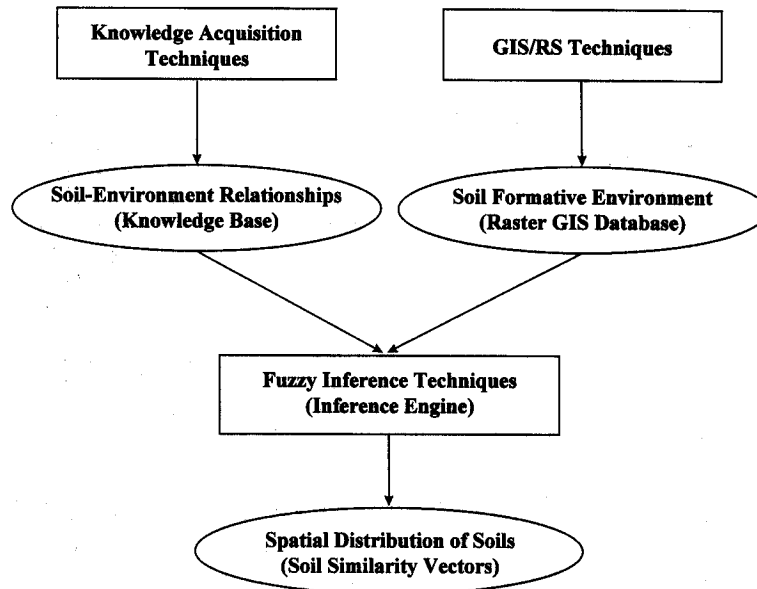 Knowledge Acquisition
Techniques
GIS/RS Techniques
Soil-Environment Relationships
(Knowledge Base)
Soil Formative Environment
(Raster GIS Database)
Fuzzy Inference Techniques
(Inference Engine)
Spatial Distribution of Soils
(Soil Similarity Vectors)